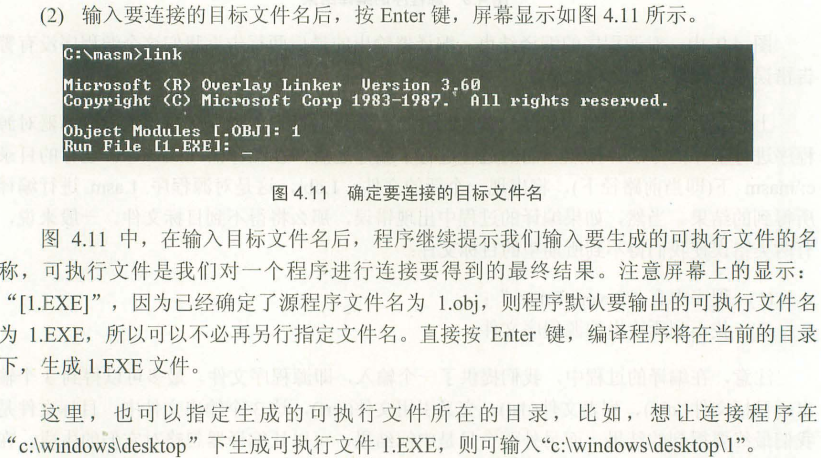 (2) 输入要连接的目标文件名后，按 Enter 键，屏幕显示如图 4.11 所示。
C:\masm>link
Microsoft (R) Overlay Linker Version 3.60
Copyright (C) Microsoft Corp 1983-1987. All rights reserved.
Object Modules [.OBJ]: 1
Run File [1.EXE]: _
图 4.11 确定要连接的目标文件名
图 4.11 中，在输入目标文件名后，程序继续提示我们输入要生成的可执行文件的名
称，可执行文件是我们对一个程序进行连接要得到的最终结果。注意屏幕上的显示：
“[1.EXE]”，因为已经确定了源程序文件名为 1.obj，则程序默认要输出的可执行文件名
为 1.EXE，所以可以不必再另行指定文件名。直接按 Enter 键，编译程序将在当前的目录
下，生成 1.EXE 文件。
这里，也可以指定生成的可执行文件所在的目录，比如，想让连接程序在
“c:\windows\desktop”下生成可执行文件 1.EXE，则可输入“c:\windows\desktop\1”。